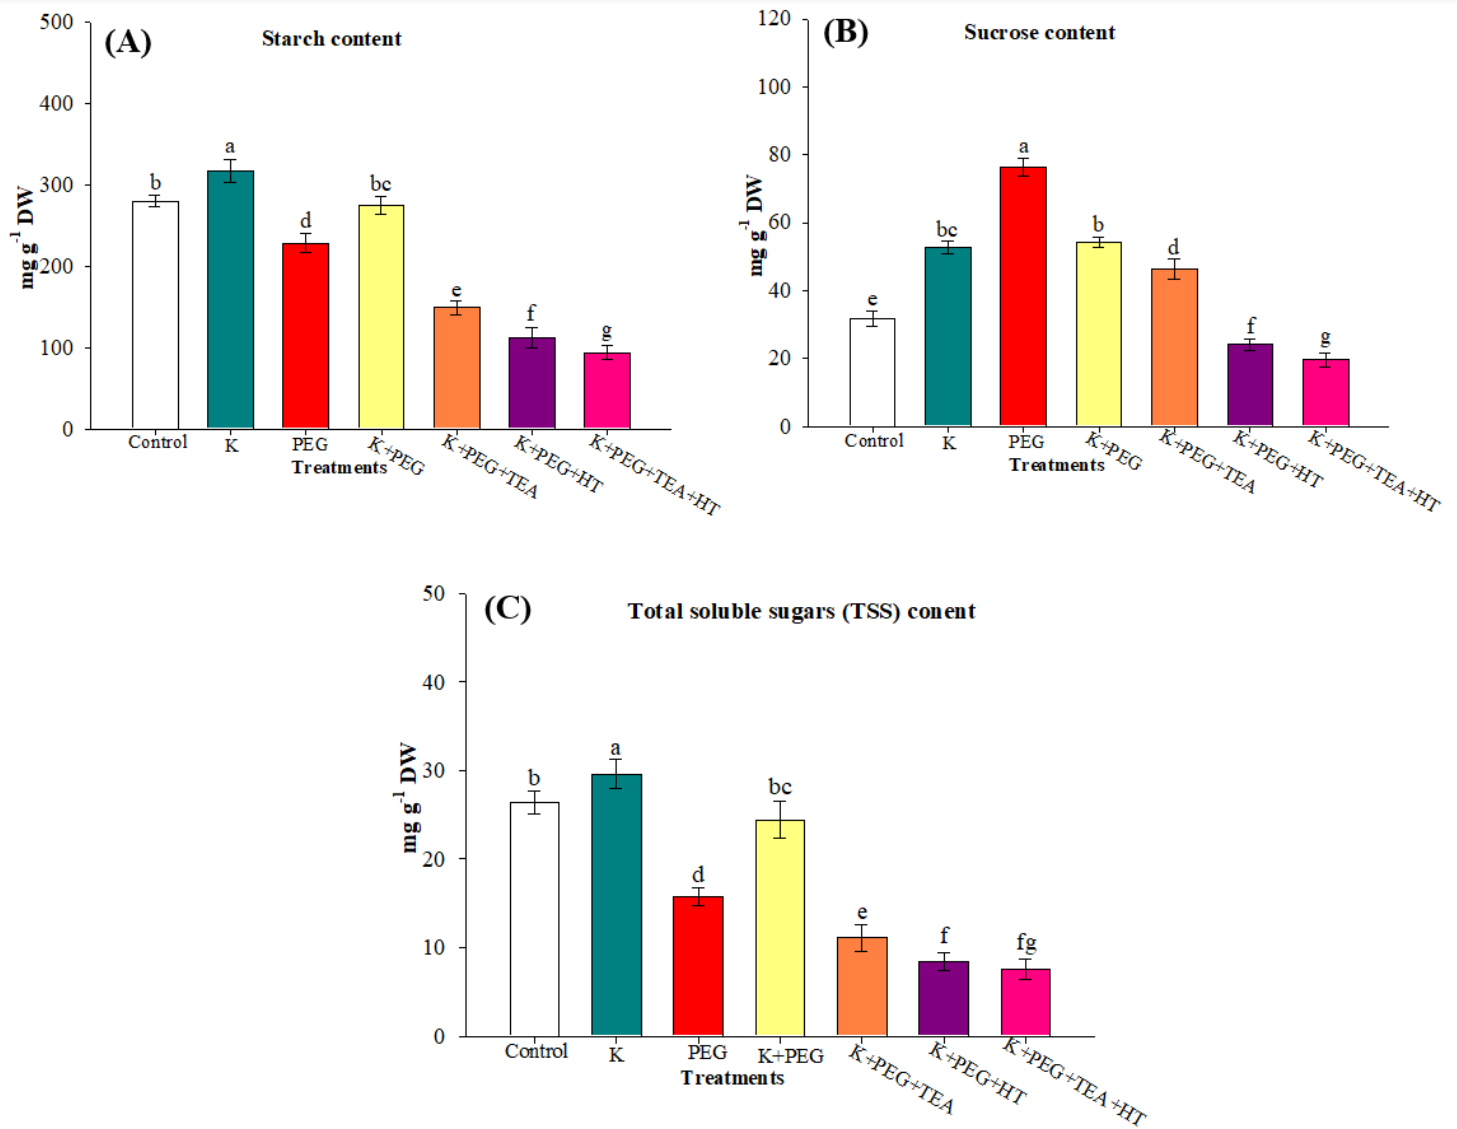 (A)
Starch content
500
400
300
200
100
0
mg g-1 DW
b
a
d
bc
e
f
g
Control
K
PEG
K+PEG
K+PEG+TEA
K+PEG+HT
K+PEG+TEA+HT
Treatments
(B)
Sucrose content
120
100
80
60
40
20
0
mg g-1 DW
e
bc
a
b
d
f
g
Control
K
PEG
K+PEG
K+PEG+TEA
K+PEG+HT
K+PEG+TEA+HT
Treatments
(C)
Total soluble sugars (TSS) conent
50
40
30
20
10
0
mg g-1 DW
b
a
d
bc
e
f
fg
Control
K
PEG
K+PEG
K+PEG+TEA
K+PEG+HT
K+PEG+TEA+HT
Treatments